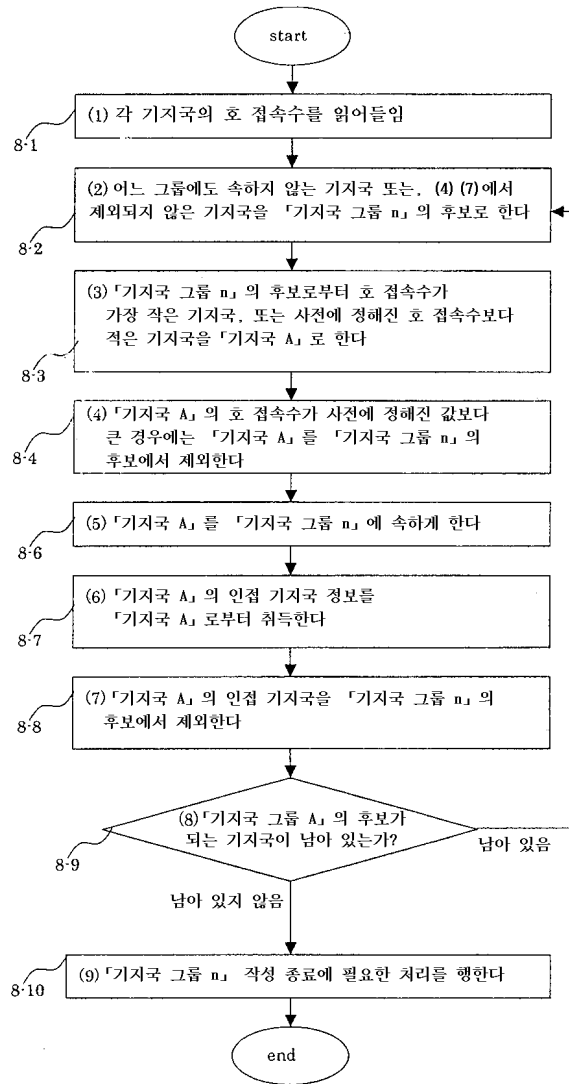 start
(1) 각 기지국의 호 접속수를 읽어들임
8-1
(2) 어느 그룹에도 속하지 않는 기지국 또는, (4) (7)에서
제외되지 않은 기지국을 「기지국 그룹 n」의 후보로 한다
8-2
(3) 「기지국 그룹 n」의 후보로부터 호 접속수가
가장 작은 기지국, 또는 사전에 정해진 호 접속수보다
적은 기지국을 「기지국 A」로 한다
8-3
(4) 「기지국 A」의 호 접속수가 사전에 정해진 값보다
큰 경우에는 「기지국 A」를 「기지국 그룹 n」의
후보에서 제외한다
8-4
(5) 「기지국 A」를 「기지국 그룹 n」에 속하게 한다
8-6
(6) 「기지국 A」의 인접 기지국 정보를
「기지국 A」로부터 취득한다
8-7
(7) 「기지국 A」의 인접 기지국을 「기지국 그룹 n」의
후보에서 제외한다
8-8
(8) 「기지국 그룹 A」의 후보가
되는 기지국이 남아 있는가?
8-9
남아 있음
남아 있지 않음
(9) 「기지국 그룹 n」 작성 종료에 필요한 처리를 행한다
8-10
end